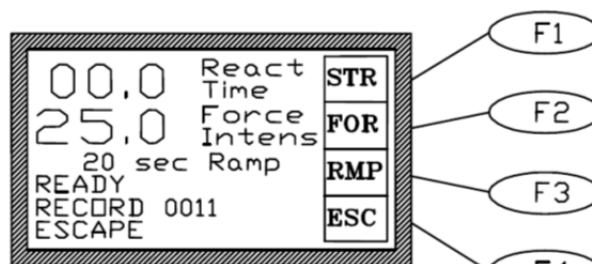 00.0 React Time
25.0 Force Intens
20 sec Ramp
READY
RECORD 0011
ESCAPE
STR
FOR
RMP
ESC
F1
F2
F3